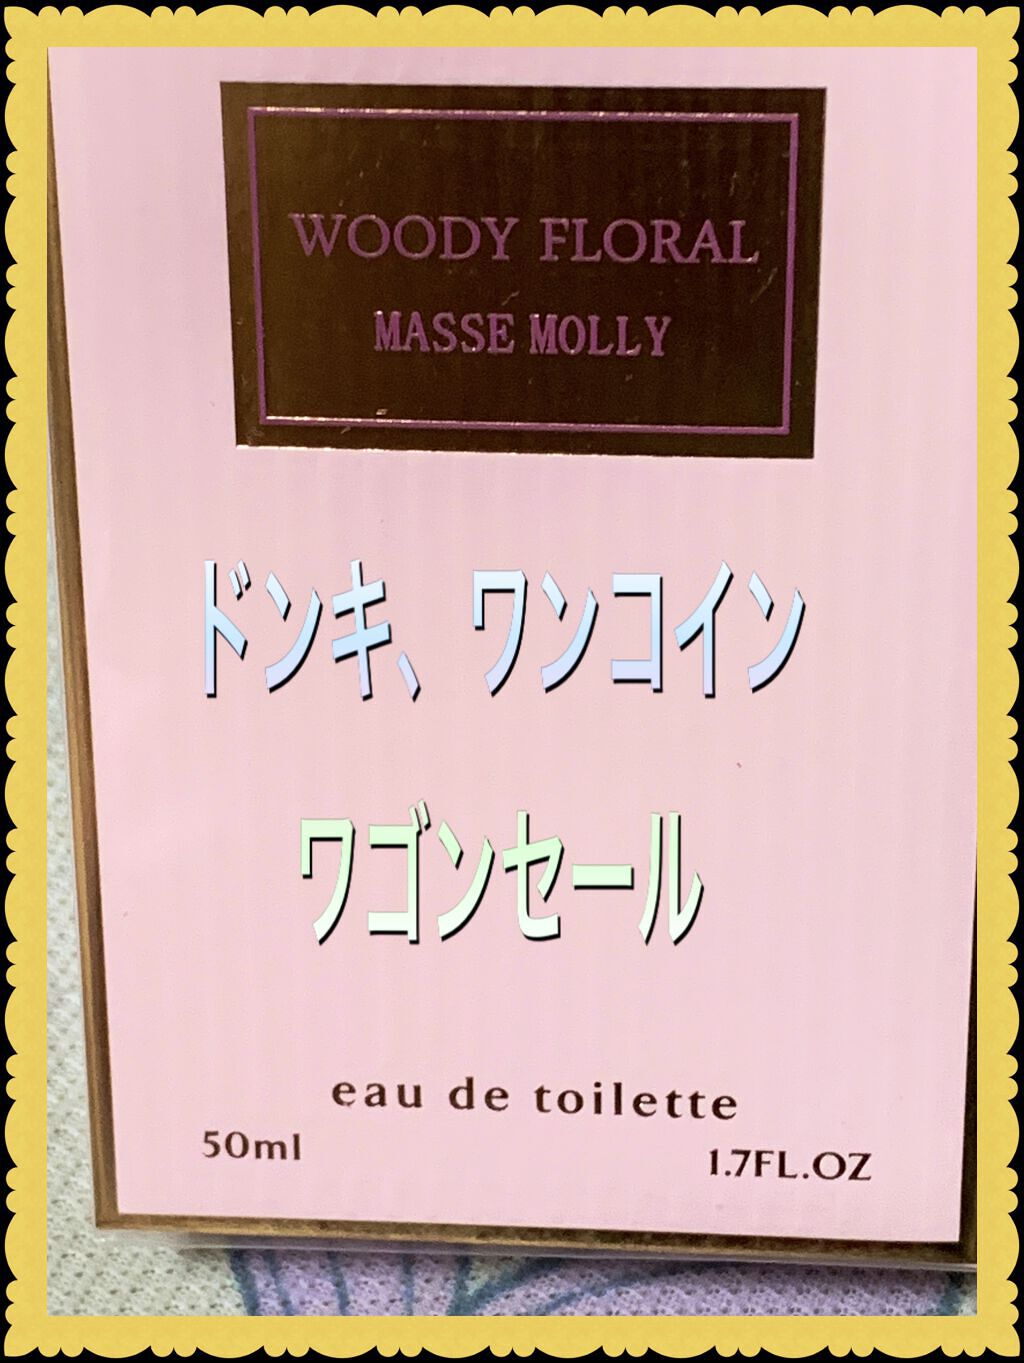 WOODY FLORAL
MASSE MOLLY
ドンキ、ワンコイン
ワゴンセール
eau de toilette
50ml
1.7FL.OZ